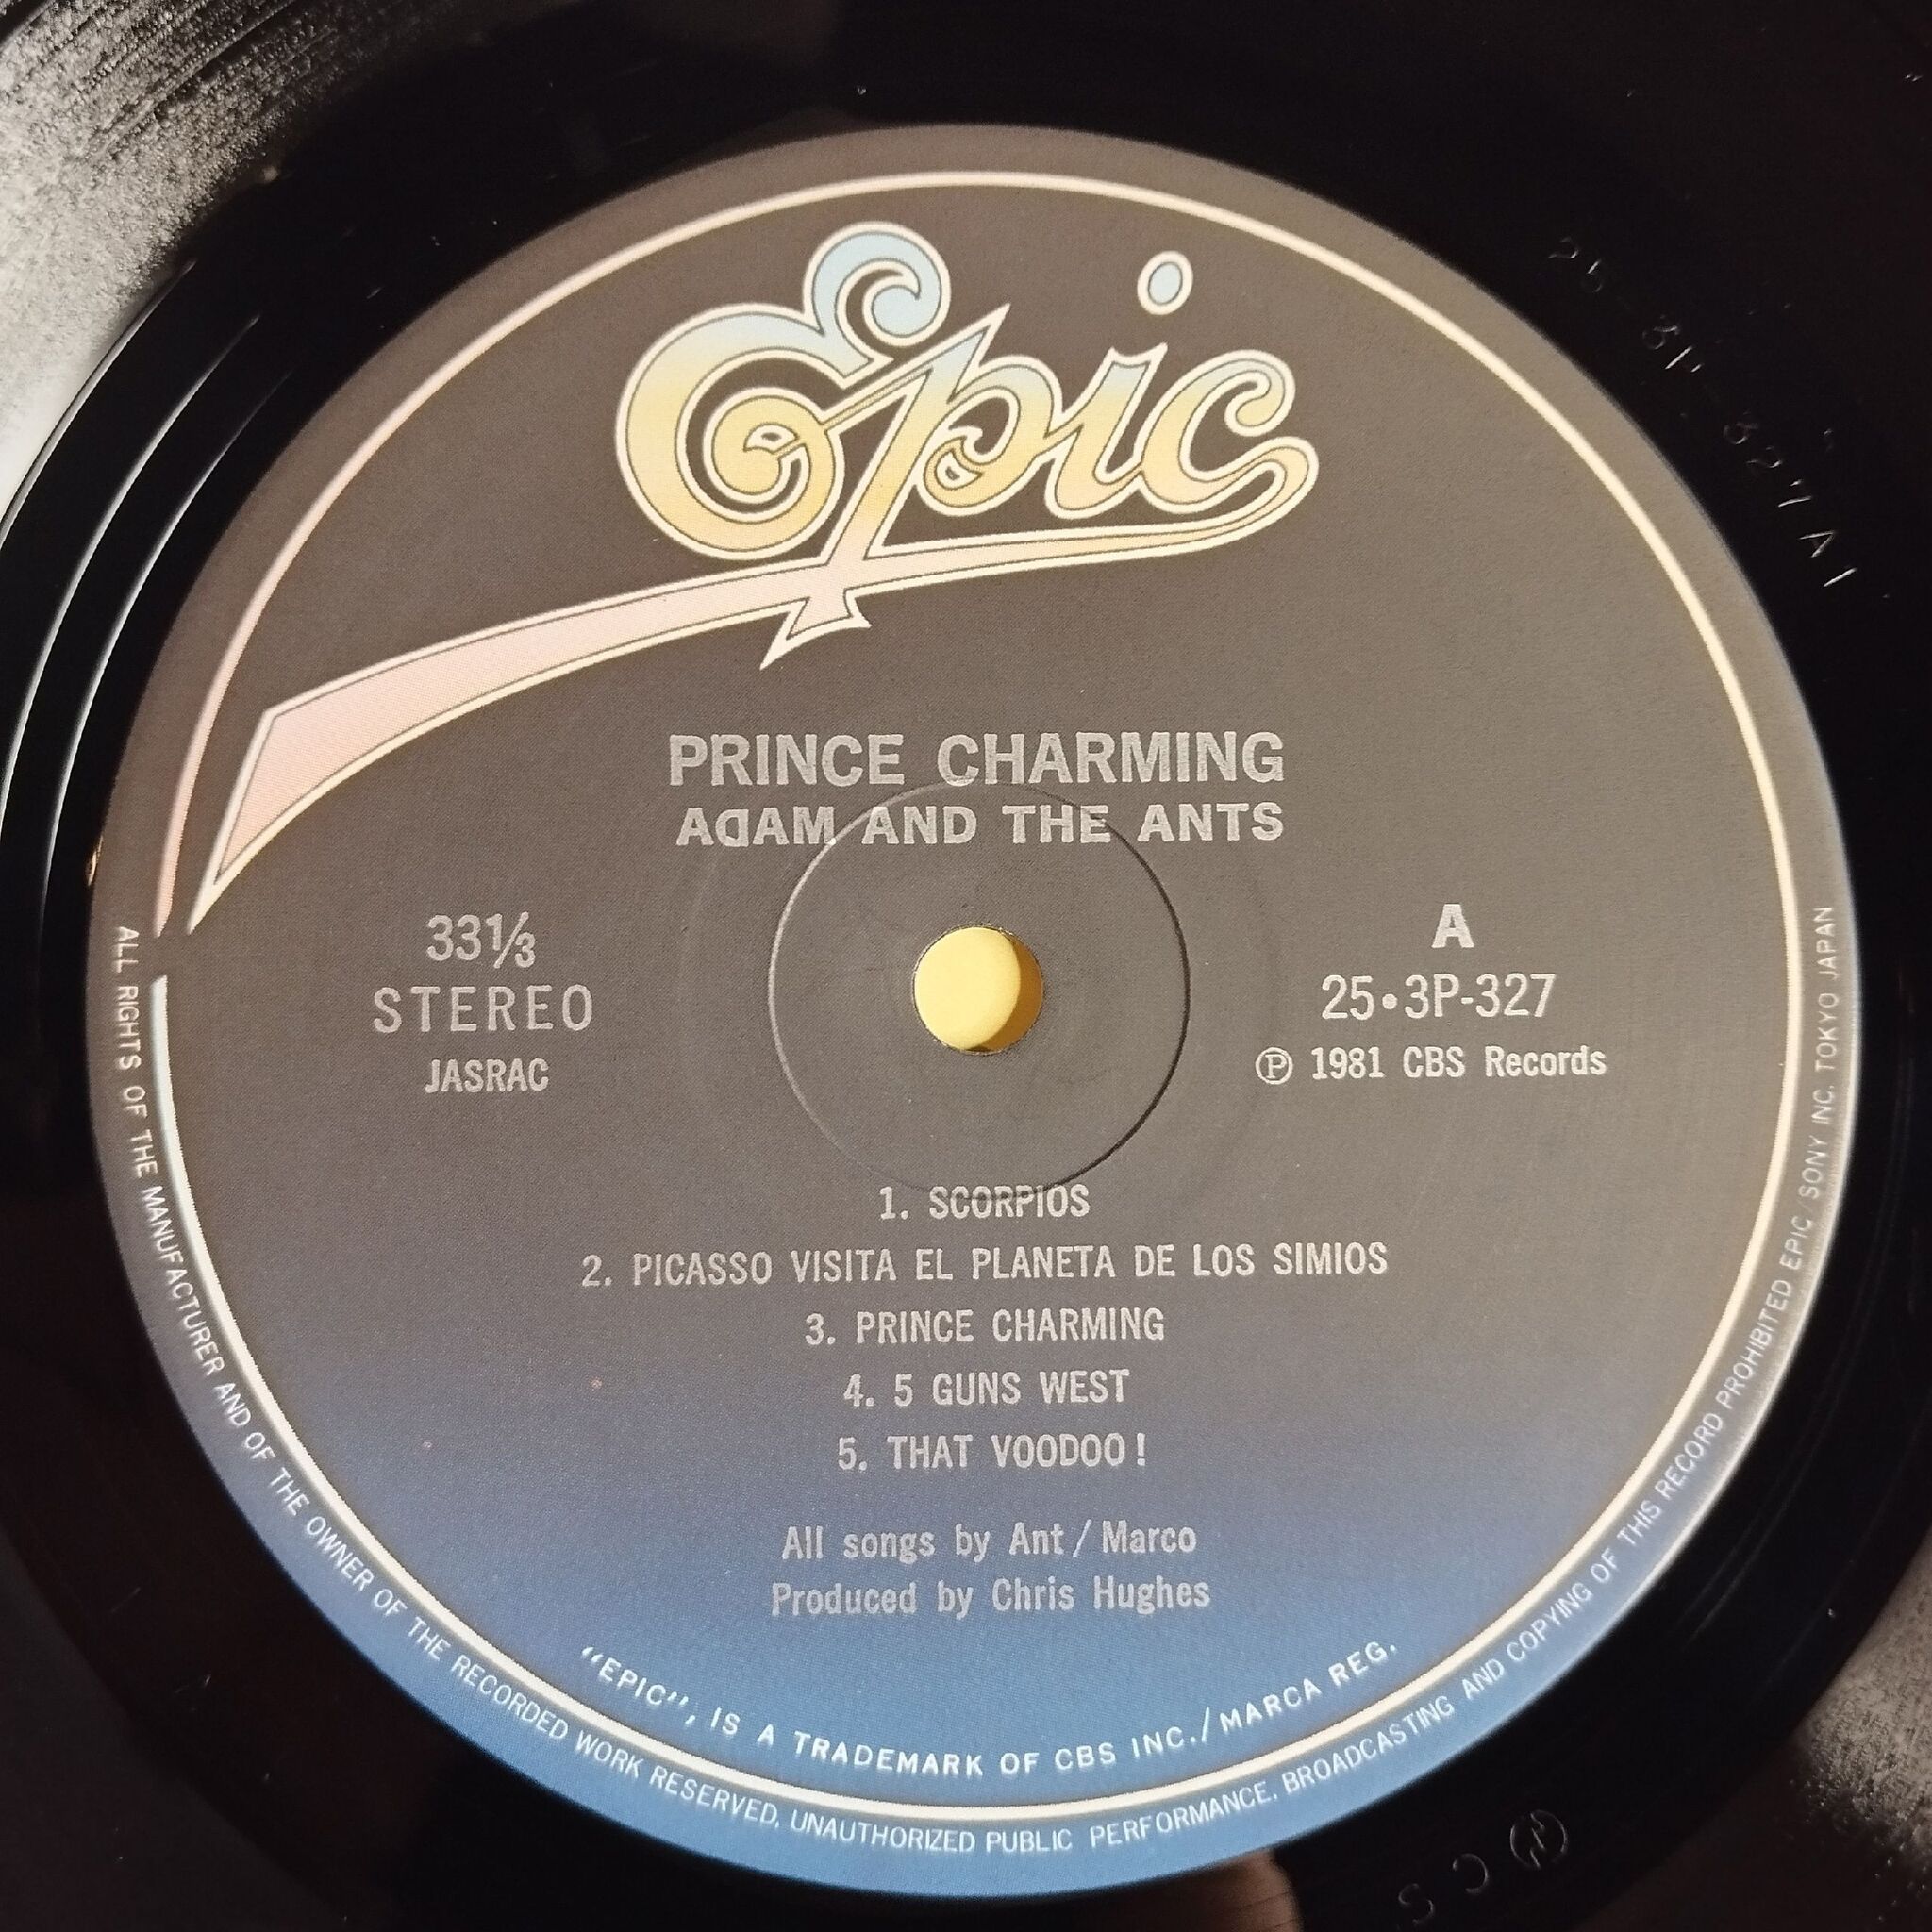 Epic
PRINCE CHARMING
ADAM AND THE ANTS
33⅓
STEREO
JASRAC
A
25•3P-327
Ⓟ 1981 CBS Records
1. SCORPIOS
2. PICASSO VISITA EL PLANETA DE LOS SIMIOS
3. PRINCE CHARMING
4. 5 GUNS WEST
5. THAT VOODOO!
All songs by Ant / Marco
Produced by Chris Hughes
"EPIC", IS A TRADEMARK OF CBS INC./MARCA REG.
ALL RIGHTS OF THE MANUFACTURER AND OF THE OWNER OF THE RECORDED WORK RESERVED. UNAUTHORIZED PUBLIC PERFORMANCE. BROADCASTING AND COPYING OF THIS RECORD PROHIBITED EPIC/SONY INC. TOKYO JAPAN
25-3P-327A1